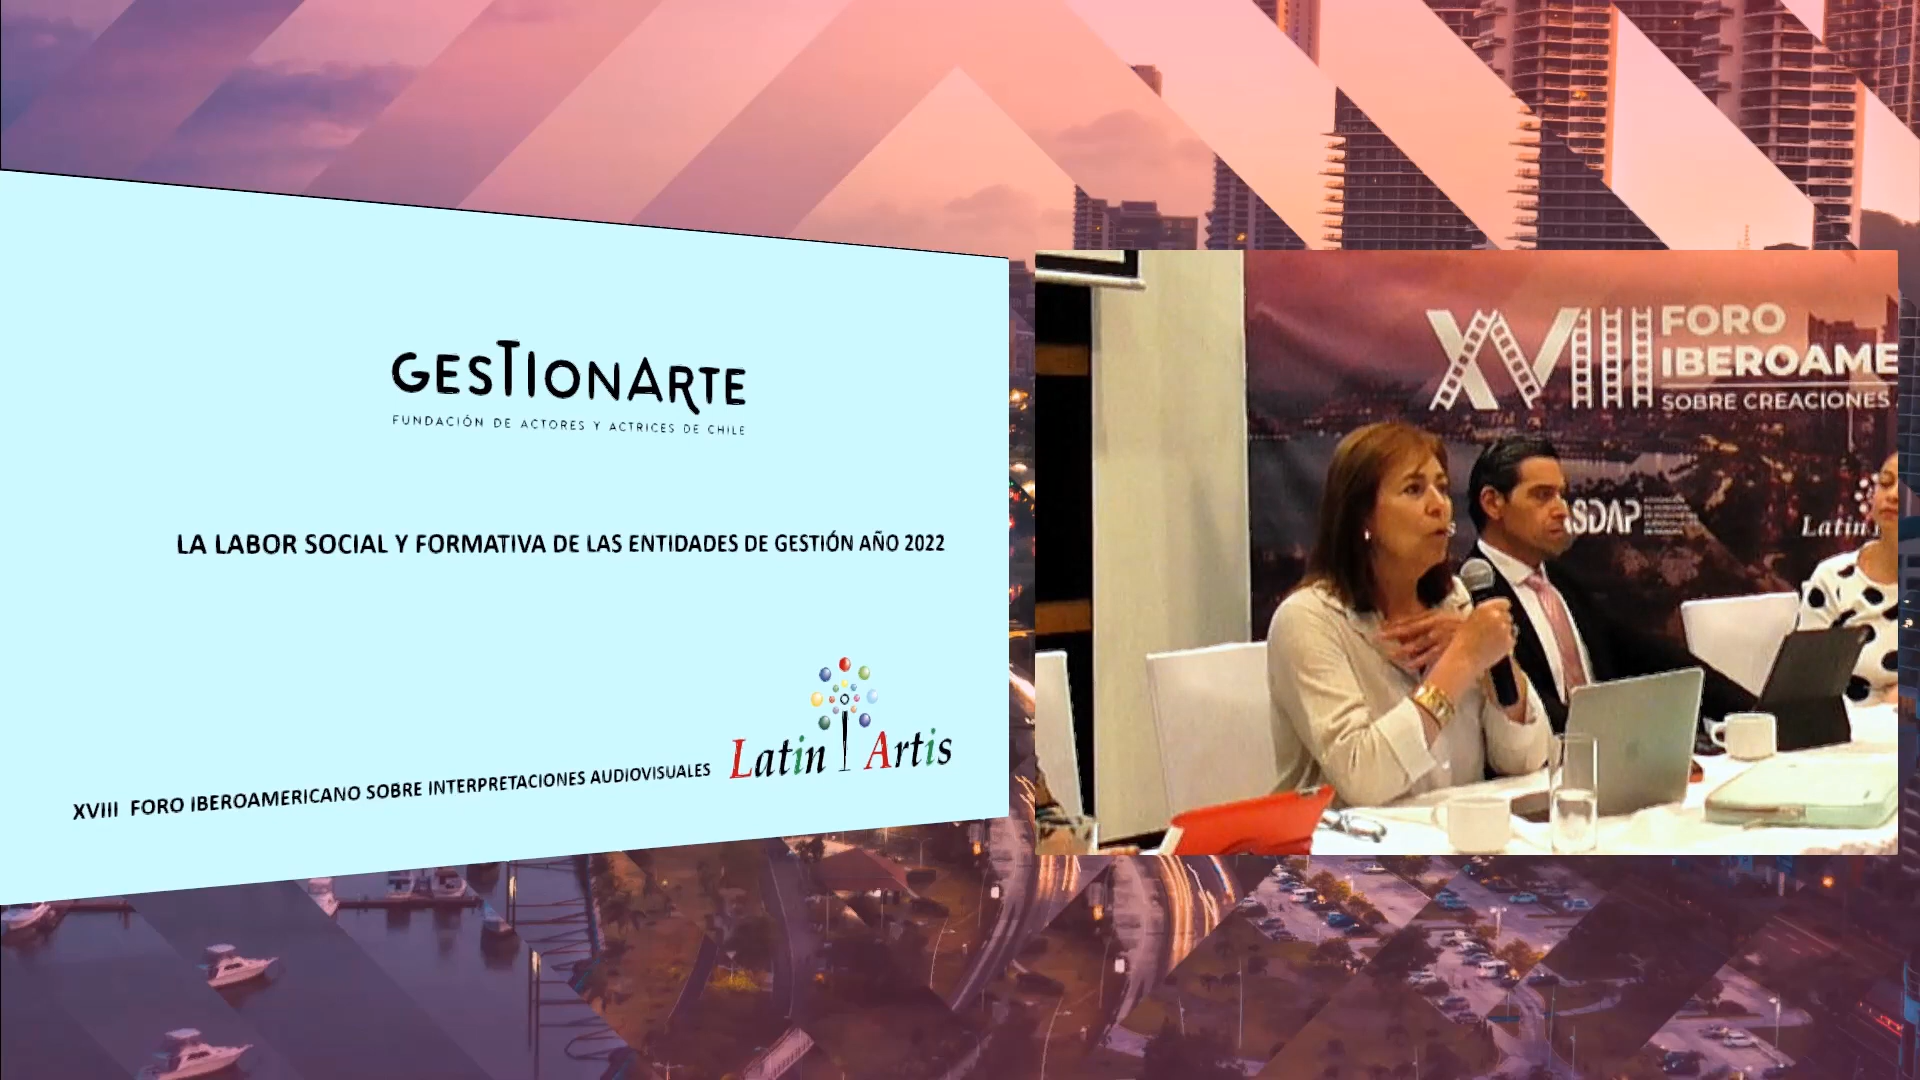 GESTIONARTE
FUNDACIÓN DE ACTORES Y ACTRICES DE CHILE
LA LABOR SOCIAL Y FORMATIVA DE LAS ENTIDADES DE GESTIÓN AÑO 2022
XVIII FORO IBEROAMERICANO SOBRE INTERPRETACIONES AUDIOVISUALES
Latin Artis
XVIII FORO
IBEROAME
SOBRE CREACIONES
ASDAP
Latin